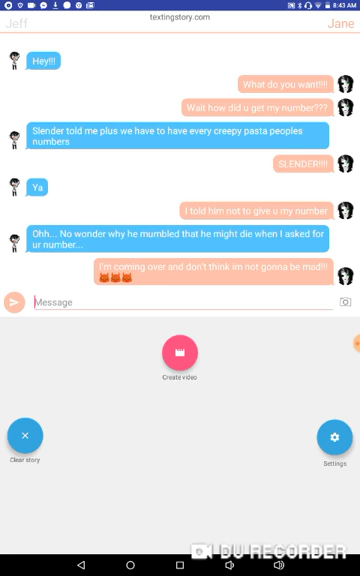 8:43 AM
textingstory.com
Jeff
Jane
Hey!!!
What do you want!!!!
Wait how did u get my number???
Slender told me plus we have to have every creepy pasta peoples
numbers
SLENDER!!!!
Ya
I told him not to give u my number
Ohh... No wonder why he mumbled that he might die when I asked for
ur number...
I'm coming over and don't think im not gonna be mad!!!
Message
Create video
Clear story
Settings
DU RECORDER